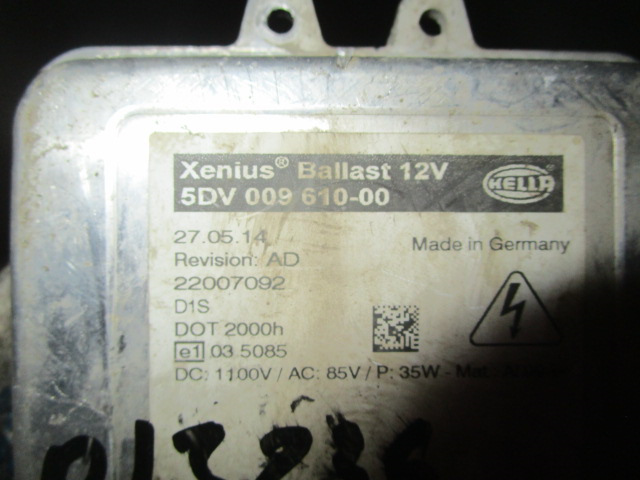 Xenius® Ballast 12V
5DV 009 610-00
HELLA
27.05.14
Made in Germany
Revision: AD
22007092
D1S
DOT 2000h
e1 03 5085
DC: 1100V / AC: 85V / P: 35W - Mat.: